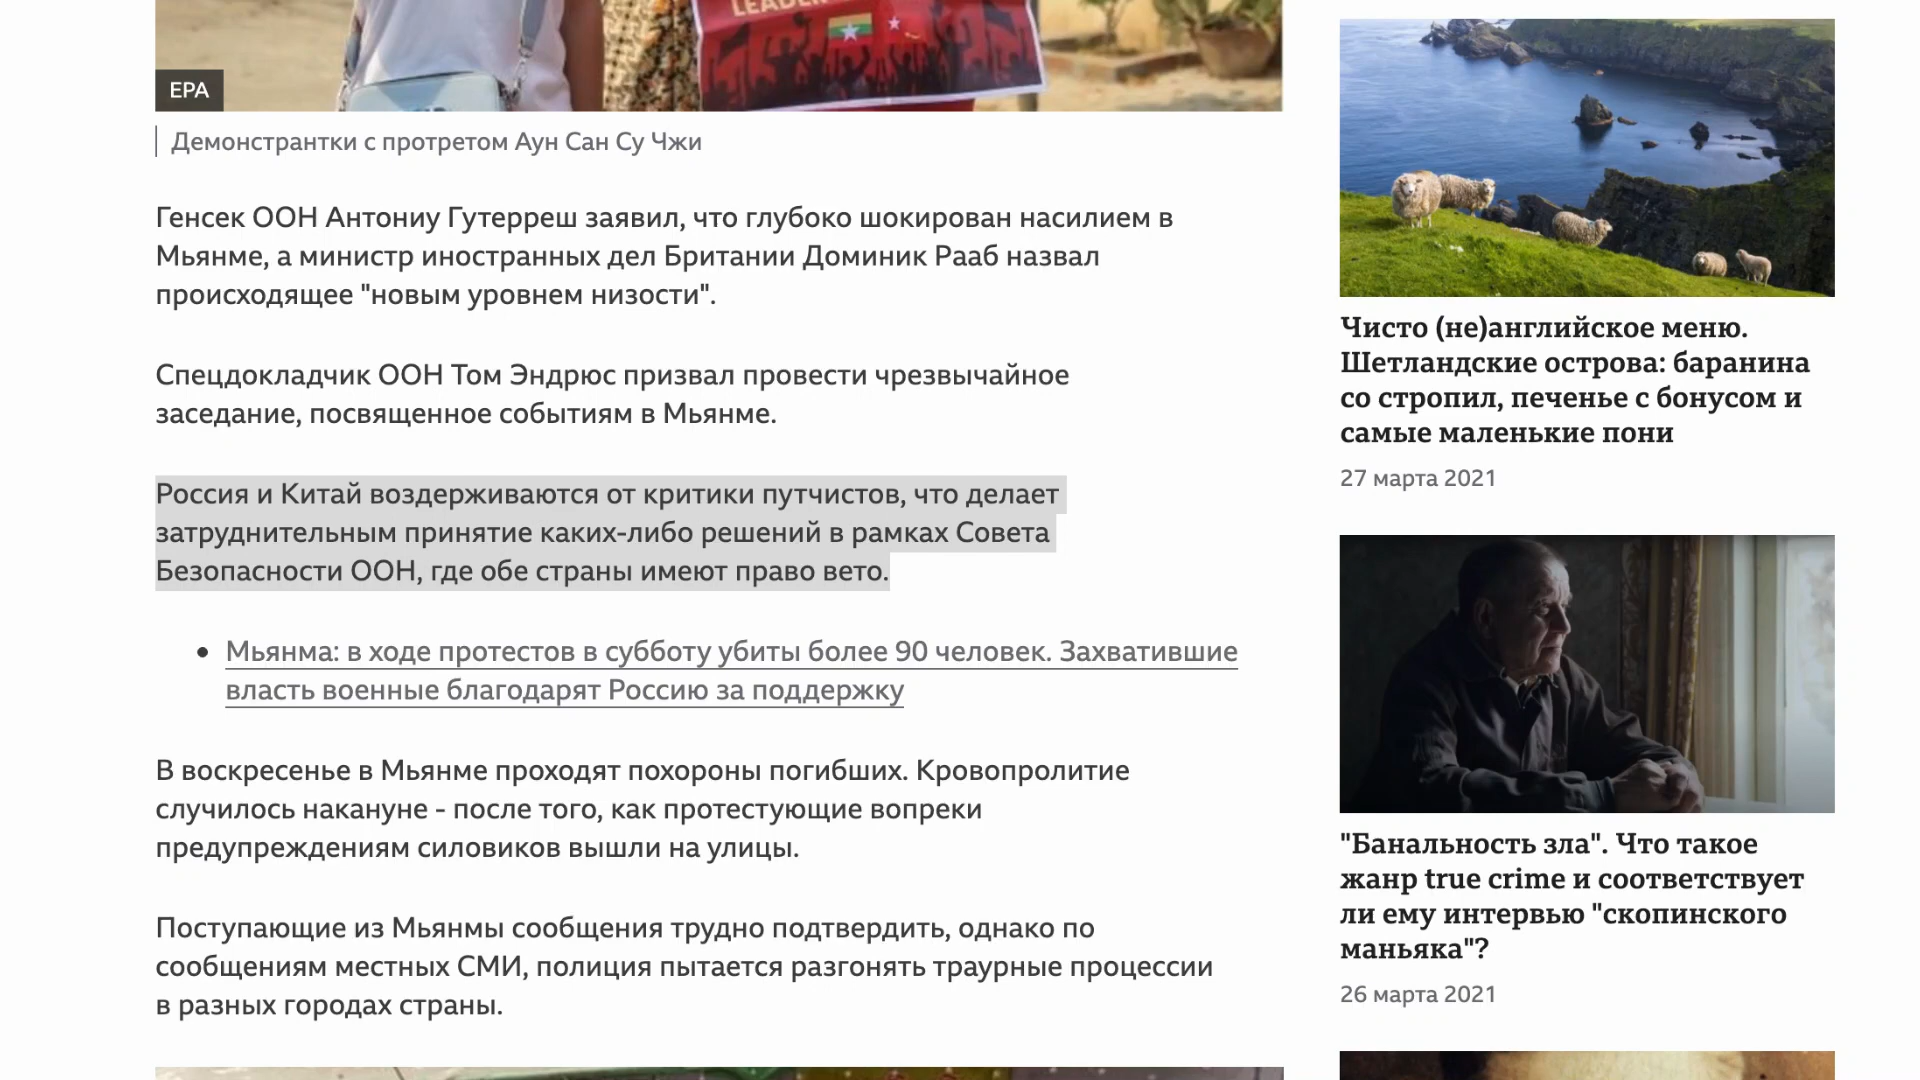 LEADER
EPA
Демонстрантки с протретом Аун Сан Су Чжи
Генсек ООН Антониу Гутерреш заявил, что глубоко шокирован насилием в
Мьянме, а министр иностранных дел Британии Доминик Рааб назвал
происходящее "новым уровнем низости".
Спецдокладчик ООН Том Эндрюс призвал провести чрезвычайное
заседание, посвященное событиям в Мьянме.
Россия и Китай воздерживаются от критики путчистов, что делает
затруднительным принятие каких-либо решений в рамках Совета
Безопасности ООН, где обе страны имеют право вето.
Мьянма: в ходе протестов в субботу убиты более 90 человек. Захватившие
власть военные благодарят Россию за поддержку
В воскресенье в Мьянме проходят похороны погибших. Кровопролитие
случилось накануне - после того, как протестующие вопреки
предупреждениям силовиков вышли на улицы.
Поступающие из Мьянмы сообщения трудно подтвердить, однако по
сообщениям местных СМИ, полиция пытается разгонять траурные процессии
в разных городах страны.
Чисто (не)английское меню.
Шетландские острова: баранина
со стропил, печенье с бонусом и
самые маленькие пони
27 марта 2021
"Банальность зла". Что такое
жанр true crime и соответствует
ли ему интервью "скопинского
маньяка"?
26 марта 2021